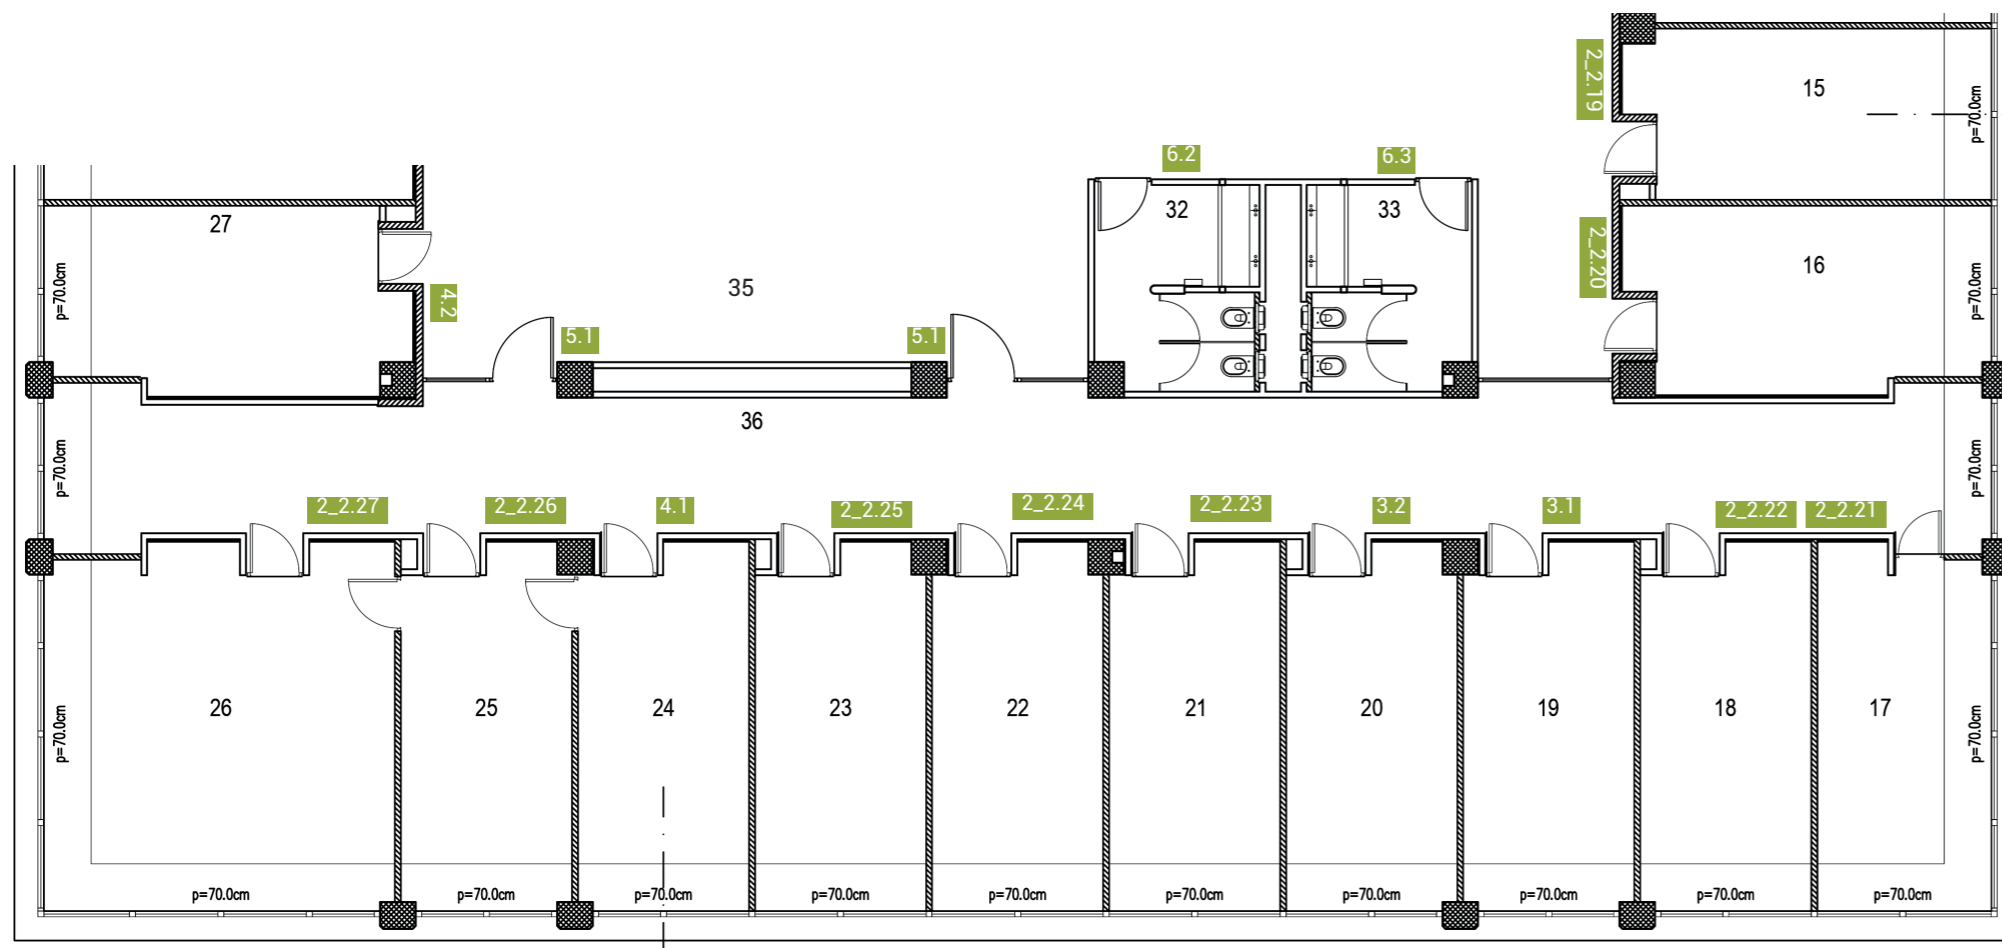 2_2.19
15
p=70.0cm
6.2
6.3
32
33
27
4.2
35
2_2.20
16
p=70.0cm
p=70.0cm
5.1
5.1
36
p=70.0cm
p=70.0cm
2_2.27
2_2.26
4.1
2_2.25
2_2.24
2_2.23
3.2
3.1
2_2.22
2_2.21
26
25
24
23
22
21
20
19
18
17
p=70.0cm
p=70.0cm
p=70.0cm
p=70.0cm
p=70.0cm
p=70.0cm
p=70.0cm
p=70.0cm
p=70.0cm
p=70.0cm
p=70.0cm
p=70.0cm